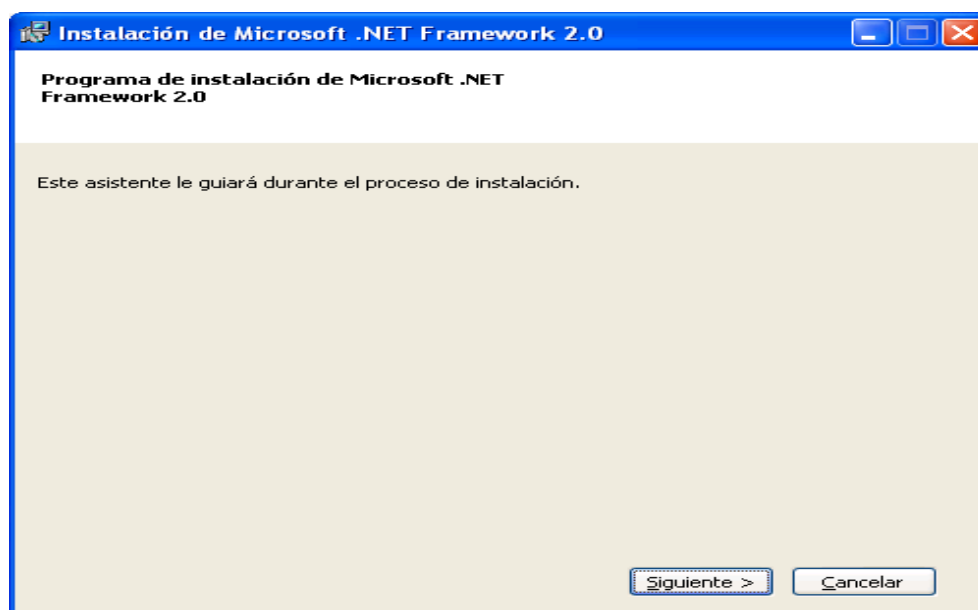 Instalación de Microsoft .NET Framework 2.0
Programa de instalación de Microsoft .NET
Framework 2.0
Este asistente le guiará durante el proceso de instalación.
Siguiente >
Cancelar